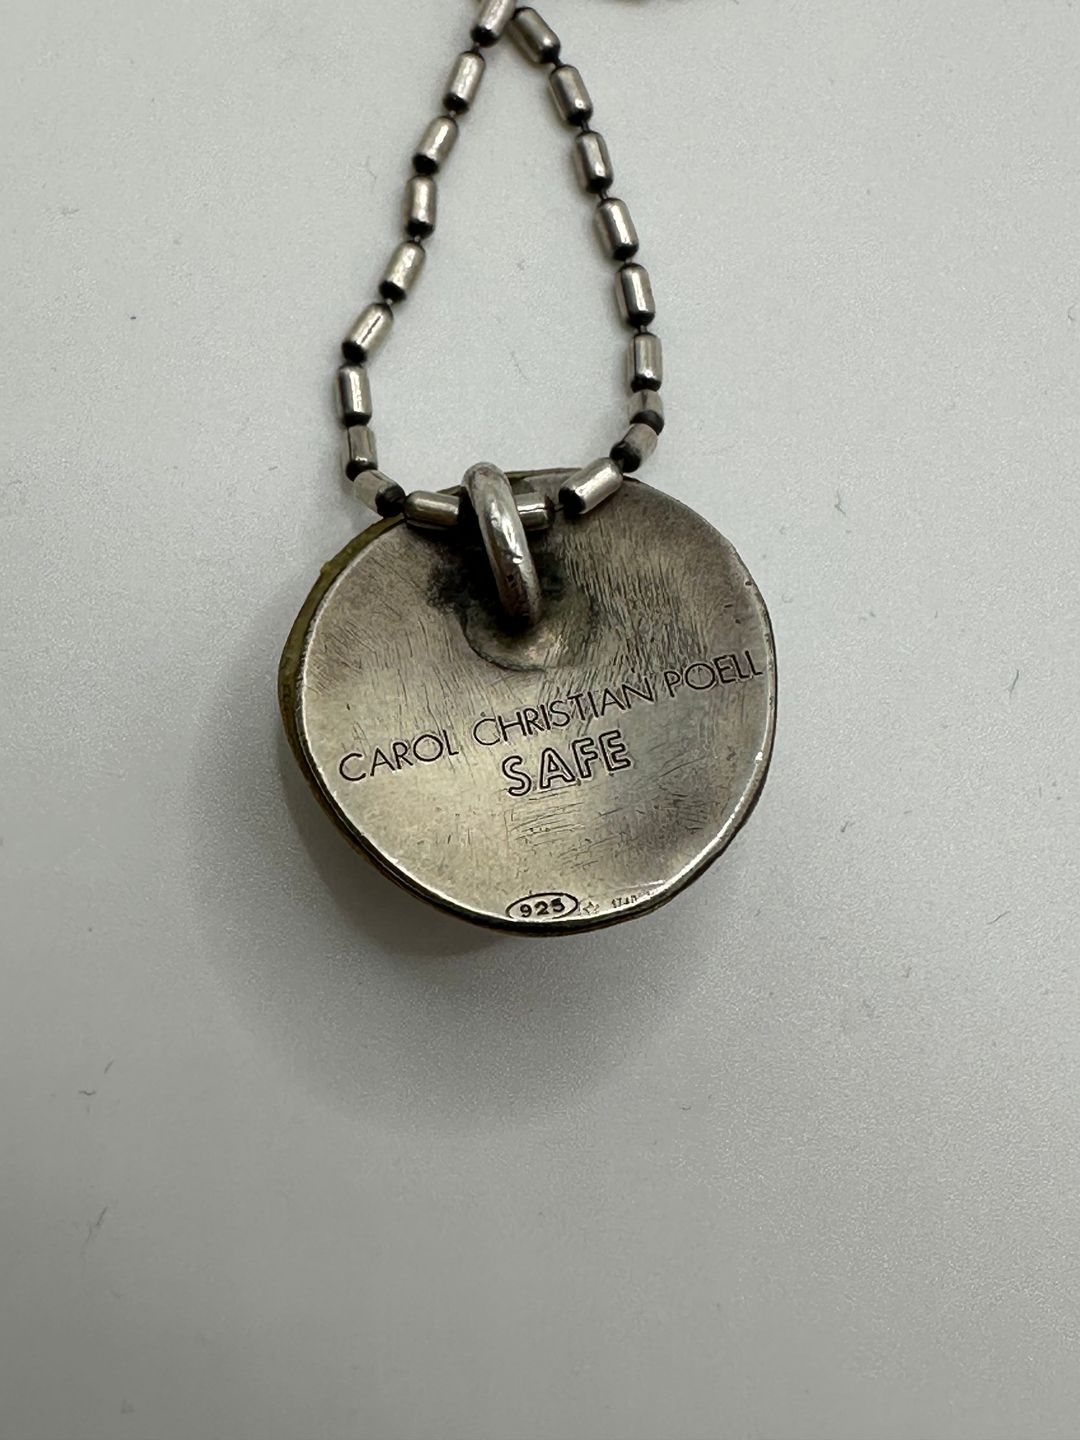 CAROL CHRISTIAN POELL
SAFE
925